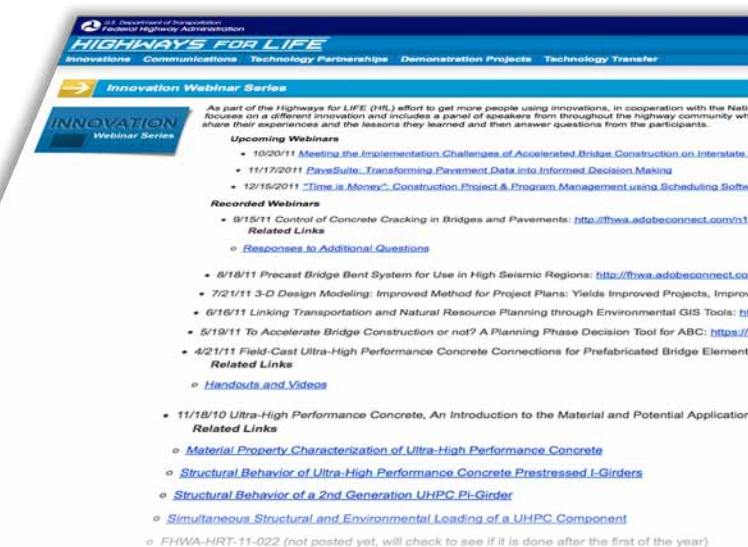 U.S. Department of Transportation
Federal Highway Administration
HIGHWAYS FOR LIFE
Innovations Communications Technology Partnerships Demonstration Projects Technology Transfer
Innovation Webinar Series
INNOVATION
Webinar Series
As part of the Highways for LIFE (HfL) effort to get more people using innovations, in cooperation with the Nati
focuses on a different innovation and includes a panel of speakers from throughout the highway community wh
share their experiences and the lessons they learned and then answer questions from the participants.
Upcoming Webinars
• 10/20/11 Meeting the Implementation Challenges of Accelerated Bridge Construction on Interstate
• 11/17/2011 PaveSuite: Transforming Pavement Data into Informed Decision Making
• 12/15/2011 "Time is Money": Construction Project & Program Management using Scheduling Softw
Recorded Webinars
• 9/15/11 Control of Concrete Cracking in Bridges and Pavements: http://fhwa.adobeconnect.com/n1
Related Links
o Responses to Additional Questions
• 8/18/11 Precast Bridge Bent System for Use in High Seismic Regions: http://fhwa.adobeconnect.co
• 7/21/11 3-D Design Modeling: Improved Method for Project Plans: Yields Improved Projects, Improv
• 6/16/11 Linking Transportation and Natural Resource Planning through Environmental GIS Tools: ht
• 5/19/11 To Accelerate Bridge Construction or not? A Planning Phase Decision Tool for ABC: https://
• 4/21/11 Field-Cast Ultra-High Performance Concrete Connections for Prefabricated Bridge Element
Related Links
o Handouts and Videos
• 11/18/10 Ultra-High Performance Concrete, An Introduction to the Material and Potential Application
Related Links
o Material Property Characterization of Ultra-High Performance Concrete
o Structural Behavior of Ultra-High Performance Concrete Prestressed I-Girders
o Structural Behavior of a 2nd Generation UHPC Pi-Girder
o Simultaneous Structural and Environmental Loading of a UHPC Component
o FHWA-HRT-11-022 (not posted yet, will check to see if it is done after the first of the year)